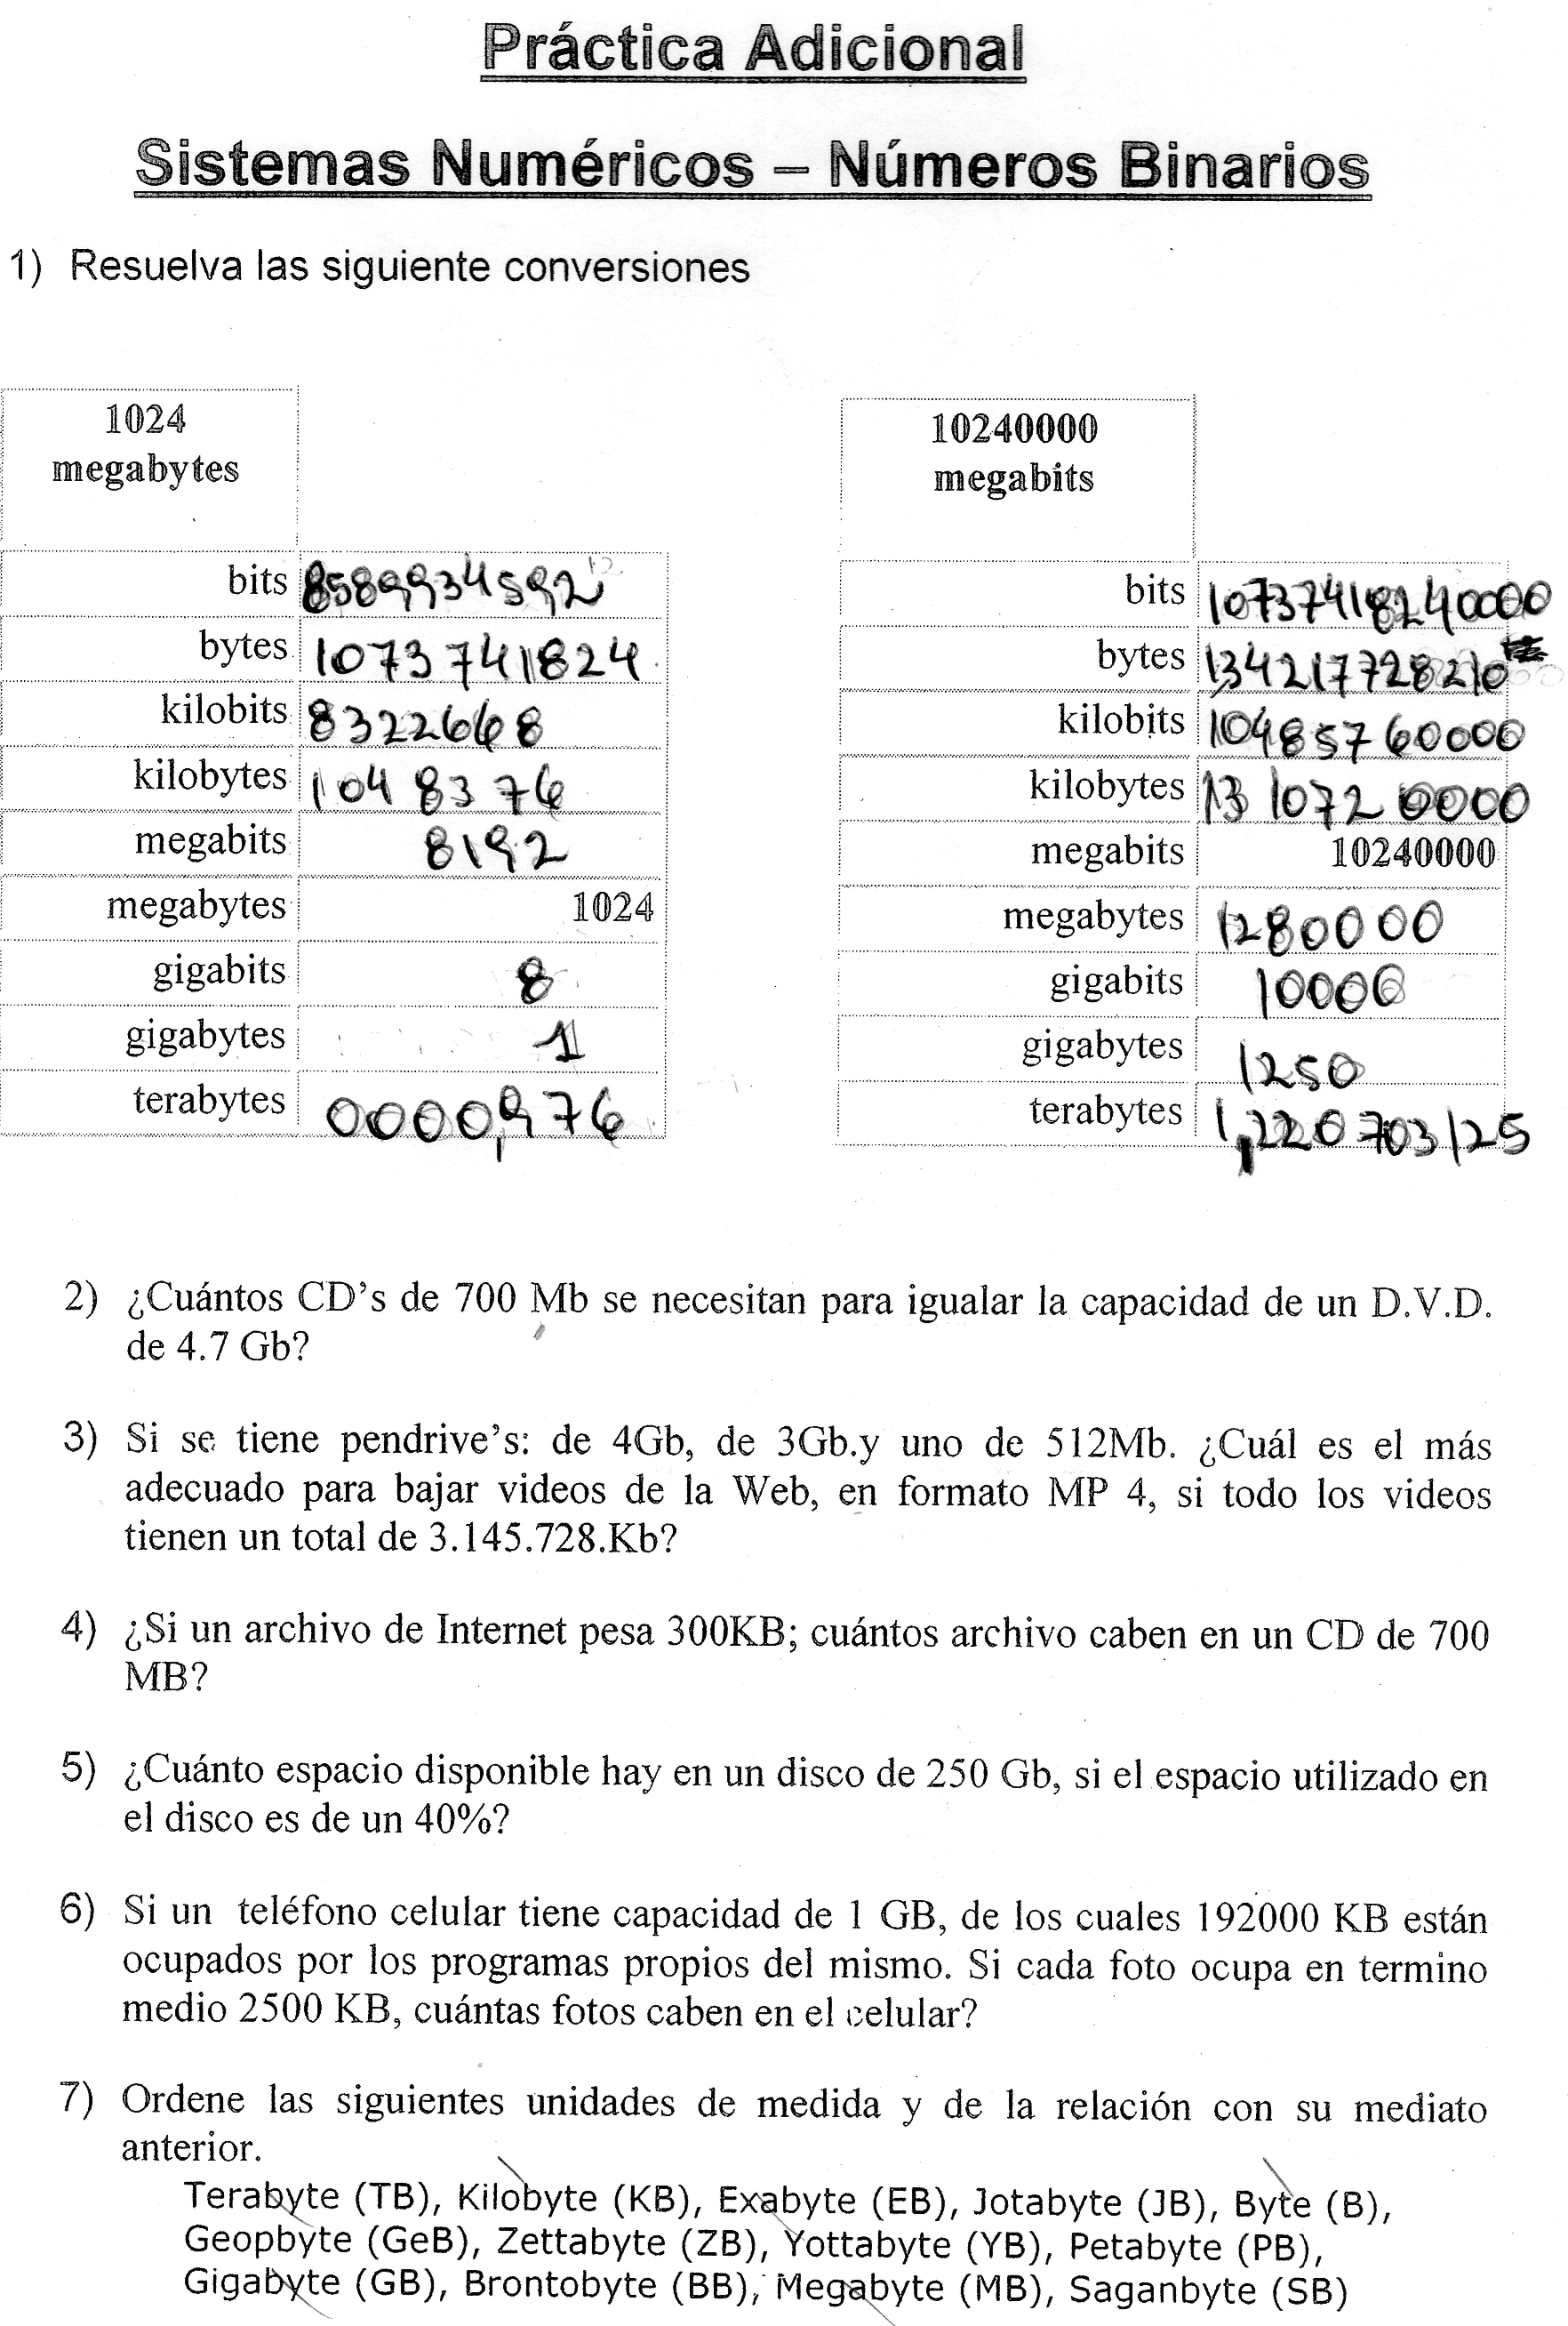 Práctica Adicional
Sistemas Numéricos – Números Binarios
1) Resuelva las siguiente conversiones
1024
megabytes
bits 8589934592
bytes 1073741824
kilobits 8322668
kilobytes 1048376
megabits 8192
megabytes 1024
gigabits 8
gigabytes 1
terabytes 0000,976
10240000
megabits
bits 10737418240000
bytes
kilobits 10485760000
kilobytes 1310720000
megabits 10240000
megabytes 1280000
gigabits 10000
gigabytes 1250
terabytes 1,220703125
2) ¿Cuántos CD’s de 700 Mb se necesitan para igualar la capacidad de un D.V.D.
de 4.7 Gb?
3) Si se tiene pendrive’s: de 4Gb, de 3Gb.y uno de 512Mb. ¿Cuál es el más
adecuado para bajar videos de la Web, en formato MP 4, si todo los videos
tienen un total de 3.145.728.Kb?
4) ¿Si un archivo de Internet pesa 300KB; cuántos archivo caben en un CD de 700
MB?
5) ¿Cuánto espacio disponible hay en un disco de 250 Gb, si el espacio utilizado en
el disco es de un 40%?
6) Si un teléfono celular tiene capacidad de 1 GB, de los cuales 192000 KB están
ocupados por los programas propios del mismo. Si cada foto ocupa en termino
medio 2500 KB, cuántas fotos caben en el celular?
7) Ordene las siguientes unidades de medida y de la relación con su mediato
anterior.
Terabyte (TB), Kilobyte (KB), Exabyte (EB), Jotabyte (JB), Byte (B),
Geopbyte (GeB), Zettabyte (ZB), Yottabyte (YB), Petabyte (PB),
Gigabyte (GB), Brontobyte (BB), Megabyte (MB), Saganbyte (SB)